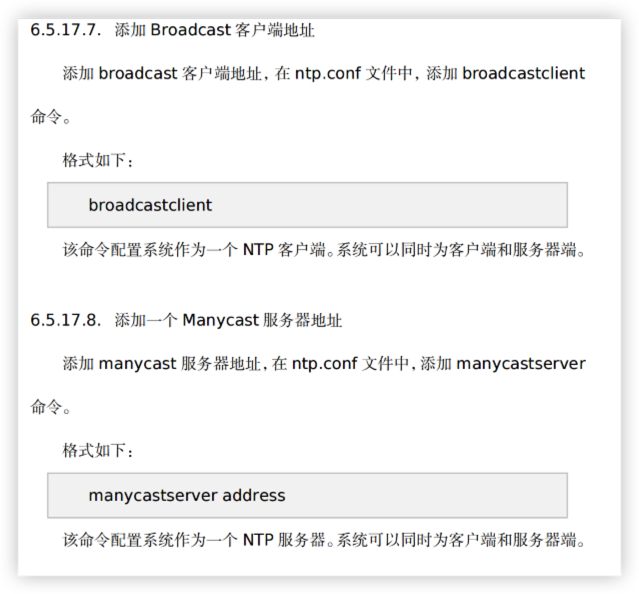 6.5.17.7. 添加 Broadcast 客户端地址
添加 broadcast 客户端地址，在 ntp.conf 文件中，添加 broadcastclient
命令。
格式如下：
broadcastclient
该命令配置系统作为一个 NTP 客户端。系统可以同时为客户端和服务器端。
6.5.17.8. 添加一个 Manycast 服务器地址
添加 manycast 服务器地址，在 ntp.conf 文件中，添加 manycastserver
命令。
格式如下：
manycastserver address
该命令配置系统作为一个 NTP 服务器。系统可以同时为客户端和服务器端。